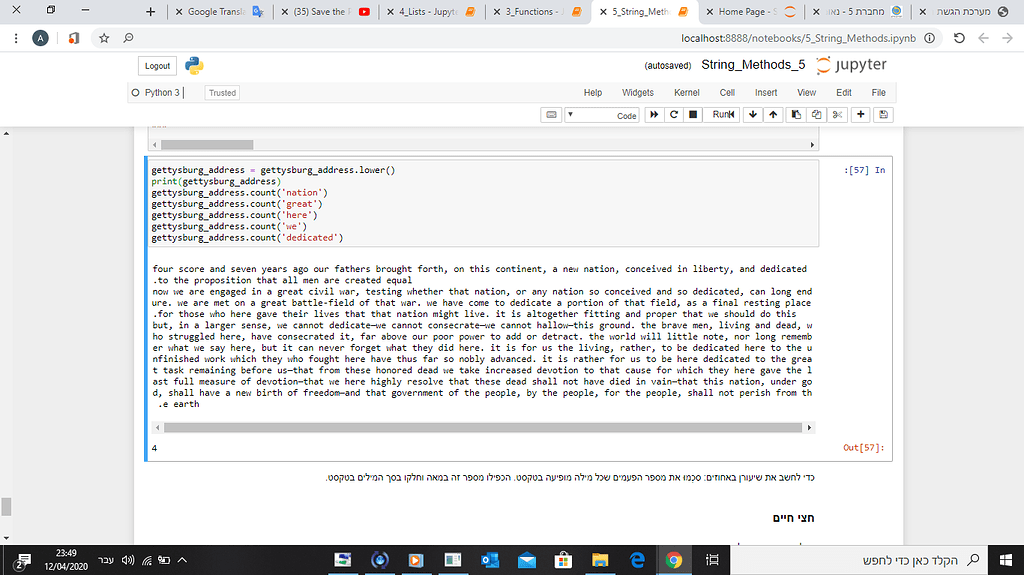 Google Transla
(35) Save the
4_Lists - Jupyte
3_Functions -
5_String_Meth
Home Page - S
מחברת 5 - נאו
מערכת הגשת
localhost:8888/notebooks/5_String_Methods.ipynb
A
Logout
(autosaved) String_Methods_5 jupyter
Python 3
Trusted
Help Widgets Kernel Cell Insert View Edit File
Code
Run
:[57] In
gettysburg_address = gettysburg_address.lower()
print(gettysburg_address)
gettysburg_address.count('nation')
gettysburg_address.count('great')
gettysburg_address.count('here')
gettysburg_address.count('we')
gettysburg_address.count('dedicated')
four score and seven years ago our fathers brought forth, on this continent, a new nation, conceived in liberty, and dedicated
.to the proposition that all men are created equal
now we are engaged in a great civil war, testing whether that nation, or any nation so conceived and so dedicated, can long end
ure. we are met on a great battle-field of that war. we have come to dedicate a portion of that field, as a final resting place
.for those who here gave their lives that that nation might live. it is altogether fitting and proper that we should do this
but, in a larger sense, we cannot dedicate—we cannot consecrate—we cannot hallow—this ground. the brave men, living and dead, w
ho struggled here, have consecrated it, far above our poor power to add or detract. the world will little note, nor long rememb
er what we say here, but it can never forget what they did here. it is for us the living, rather, to be dedicated here to the u
nfinished work which they who fought here have thus far so nobly advanced. it is rather for us to be here dedicated to the grea
t task remaining before us—that from these honored dead we take increased devotion to that cause for which they here gave the l
ast full measure of devotion—that we here highly resolve that these dead shall not have died in vain—that this nation, under go
d, shall have a new birth of freedom—and that government of the people, by the people, for the people, shall not perish from th
.e earth
4
Out[57]:
כדי לחשב את שיעורן באחוזים: סכמו את מספר הפעמים שכל מילה מופיעה בטקסט. הכפילו מספר זה במאה וחלקו בסך המילים בטקסט.
חצי חיים
2
23:49
12/04/2020
עבר
הקלד כאן כדי לחפש